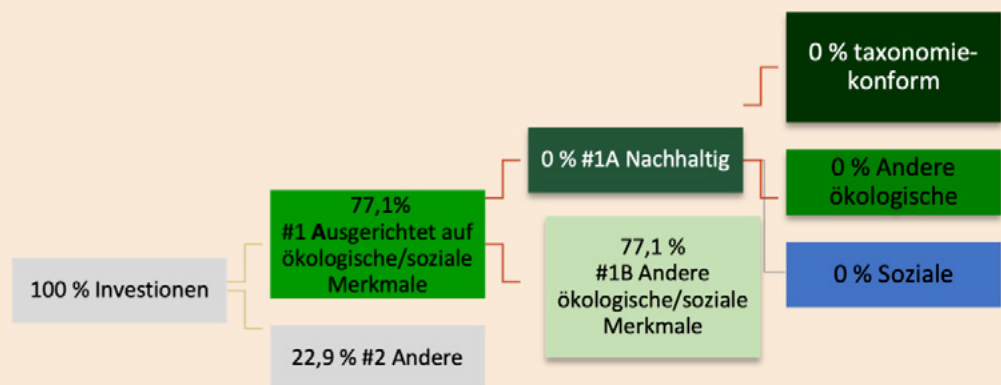 100 % Investionen
77,1%
#1 Ausgerichtet auf
ökologische/soziale
Merkmale
22,9 % #2 Andere
0 % #1A Nachhaltig
77,1 %
#1B Andere
ökologische/soziale
Merkmale
0 % taxonomie-
konform
0 % Andere
ökologische
0 % Soziale